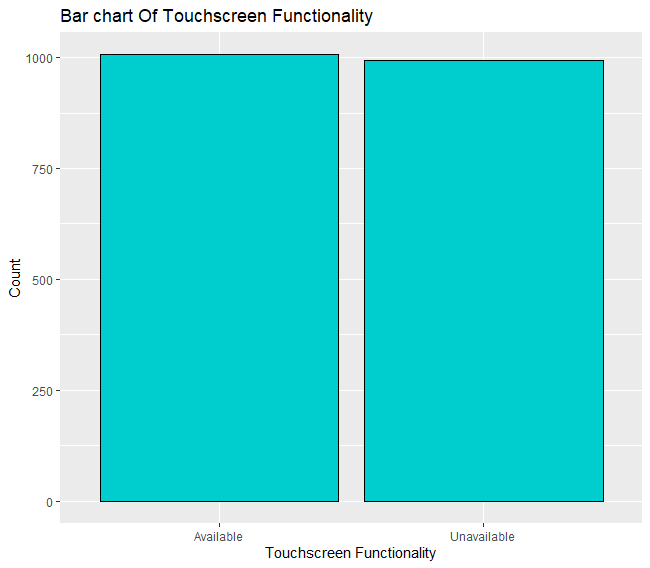 Bar chart Of Touchscreen Functionality
1000
750
500
250
0
Count
Available Unavailable
Touchscreen Functionality